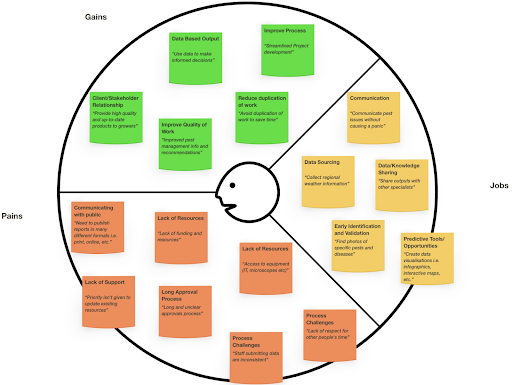 Gains
Data Based Output
"Use data to make
informed decisions"
Improve Process
"Streamlined Project
development"
Client/Stakeholder
Relationship
"Provide high quality
and up-to-date
products to growers"
Improve Quality of
Work
"Improved pest
management info and
recommendations"
Reduce duplication
of work
"Avoid duplication of
work to save time"
Jobs
Communication
"Communicate pest
issues without
causing a panic"
Data Sourcing
"Collect regional
weather information"
Data/Knowledge
Sharing
"Share outputs with
other specialists"
Early Identification
and Validation
"Find photos of
specific pests and
diseases"
Predictive Tools/
Opportunities
"Create data
visualisations i.e.
infographics,
interactive maps,
etc."
Pains
Communicating
with public
"Need to publish
reports in many
different formats i.e.
print, online, etc."
Lack of Resources
"Lack of funding and
resources"
Lack of Resources
"Access to equipment
(IT, microscopes etc)"
Lack of Support
"Priority isn't given to
update existing
resources"
Long Approval
Process
"Long and unclear
approvals process"
Process
Challenges
"Staff submitting data
are inconsistent"
Process
Challenges
"Lack of respect for
other people's time"